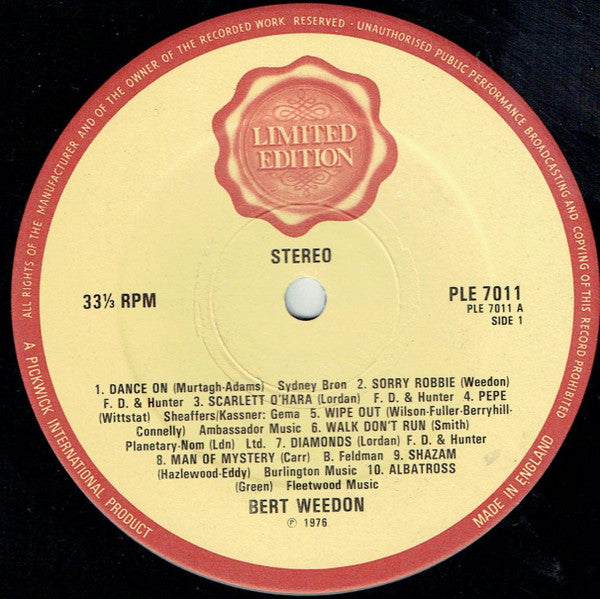 ALL RIGHTS OF THE MANUFACTURER AND OF THE OWNER OF THE RECORDED WORK RESERVED · UNAUTHORISED PUBLIC PERFORMANCE BROADCASTING AND COPYING OF THIS RECORD PROHIBITED
LIMITED
EDITION
STEREO
33⅓ RPM
PLE 7011
PLE 7011 A
SIDE 1
1. DANCE ON (Murtagh-Adams) Sydney Bron 2. SORRY ROBBIE (Weedon)
F. D. & Hunter 3. SCARLETT O'HARA (Lordan) F. D. & Hunter 4. PEPE
(Wittstat) Sheaffers/Kassner: Gema 5. WIPE OUT (Wilson-Fuller-Berryhill-
Connelly) Ambassador Music 6. WALK DON'T RUN (Smith)
Planetary-Nom (Ldn) Ltd. 7. DIAMONDS (Lordan) F. D. & Hunter
8. MAN OF MYSTERY (Carr) B. Feldman 9. SHAZAM
(Hazlewood-Eddy) Burlington Music 10. ALBATROSS
(Green) Fleetwood Music
BERT WEEDON
℗ 1976
A PICKWICK INTERNATIONAL PRODUCT
MADE IN ENGLAND